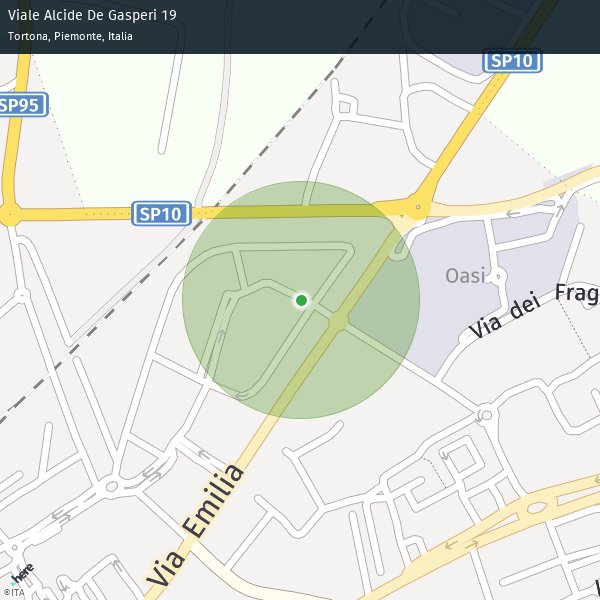 Viale Alcide De Gasperi 19
Tortona, Piemonte, Italia
SP10
SP95
SP10
Oasi
Via dei Frag
Via Emilia
here
©ITA